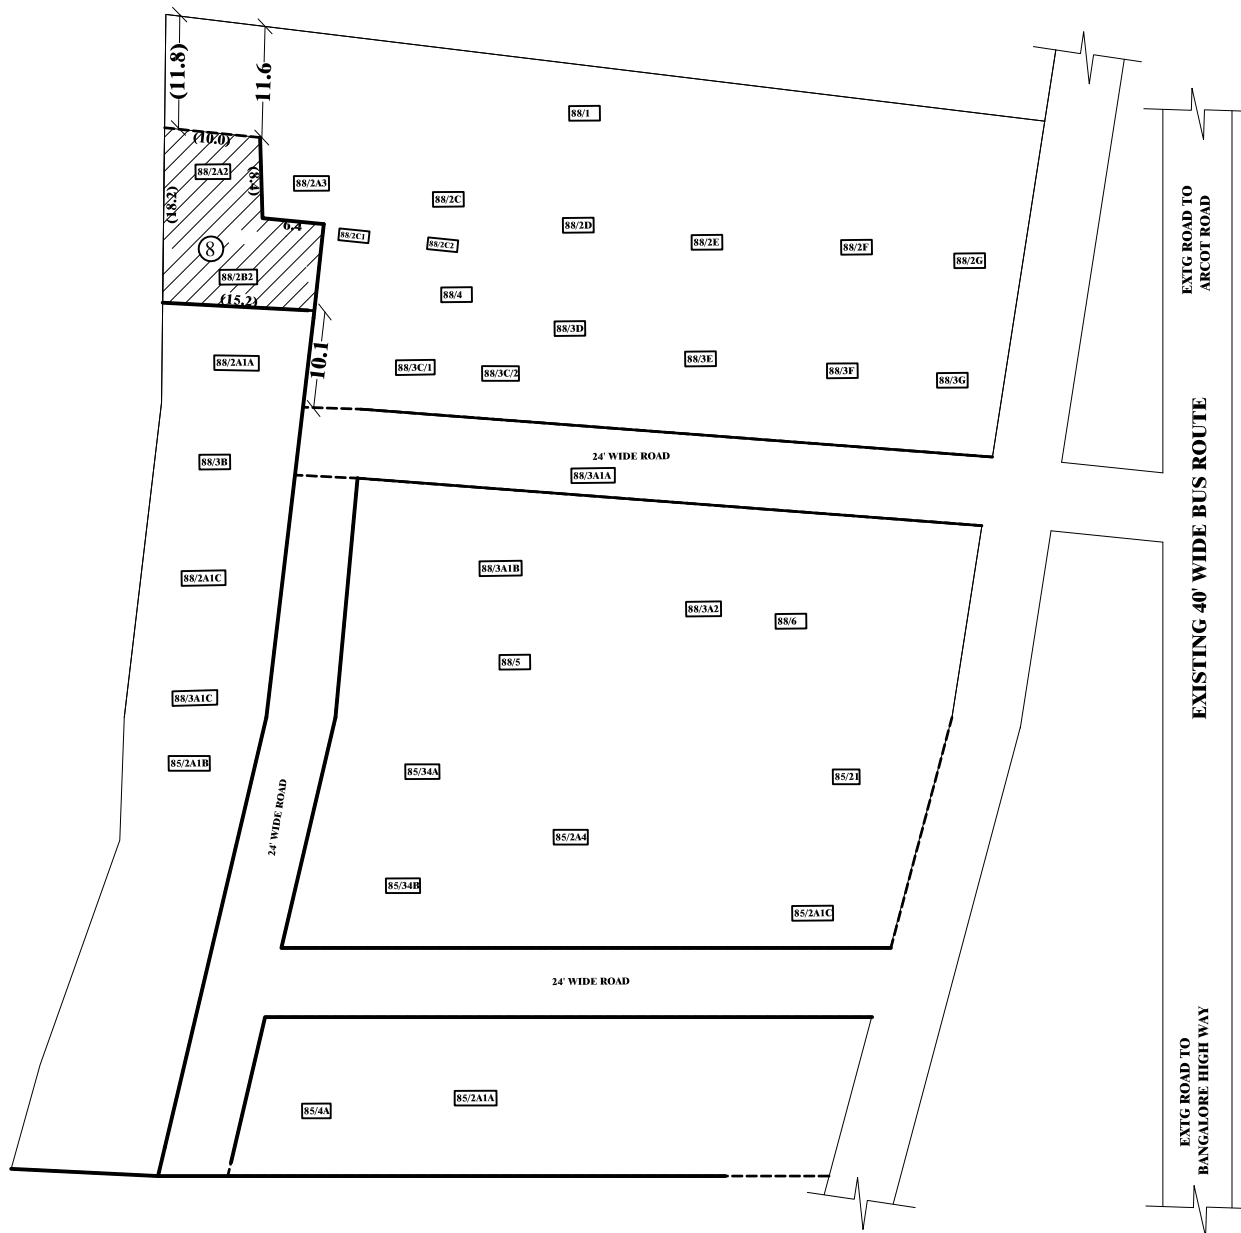 (11.8)
11.6
88/1
(10.0)
88/2A2
(8.4)
88/2A3
(18.2)
88/2C
6.4
88/2D
88/2C1
88/2C2
88/2E
88/2F
88/2G
EXTG ROAD TO
ARCOT ROAD
8
88/2B2
(15.2)
88/4
88/3D
88/2A1A
10.1
88/3C/1
88/3C/2
88/3E
88/3F
88/3G
24' WIDE ROAD
88/3B
88/3A1A
EXISTING 40' WIDE BUS ROUTE
88/2A1C
88/3A1B
88/3A2
88/6
88/5
88/3A1C
85/2A1B
85/34A
85/21
24' WIDE ROAD
85/2A4
85/34B
85/2A1C
24' WIDE ROAD
EXTG ROAD TO
BANGALORE HIGH WAY
85/4A
85/2A1A